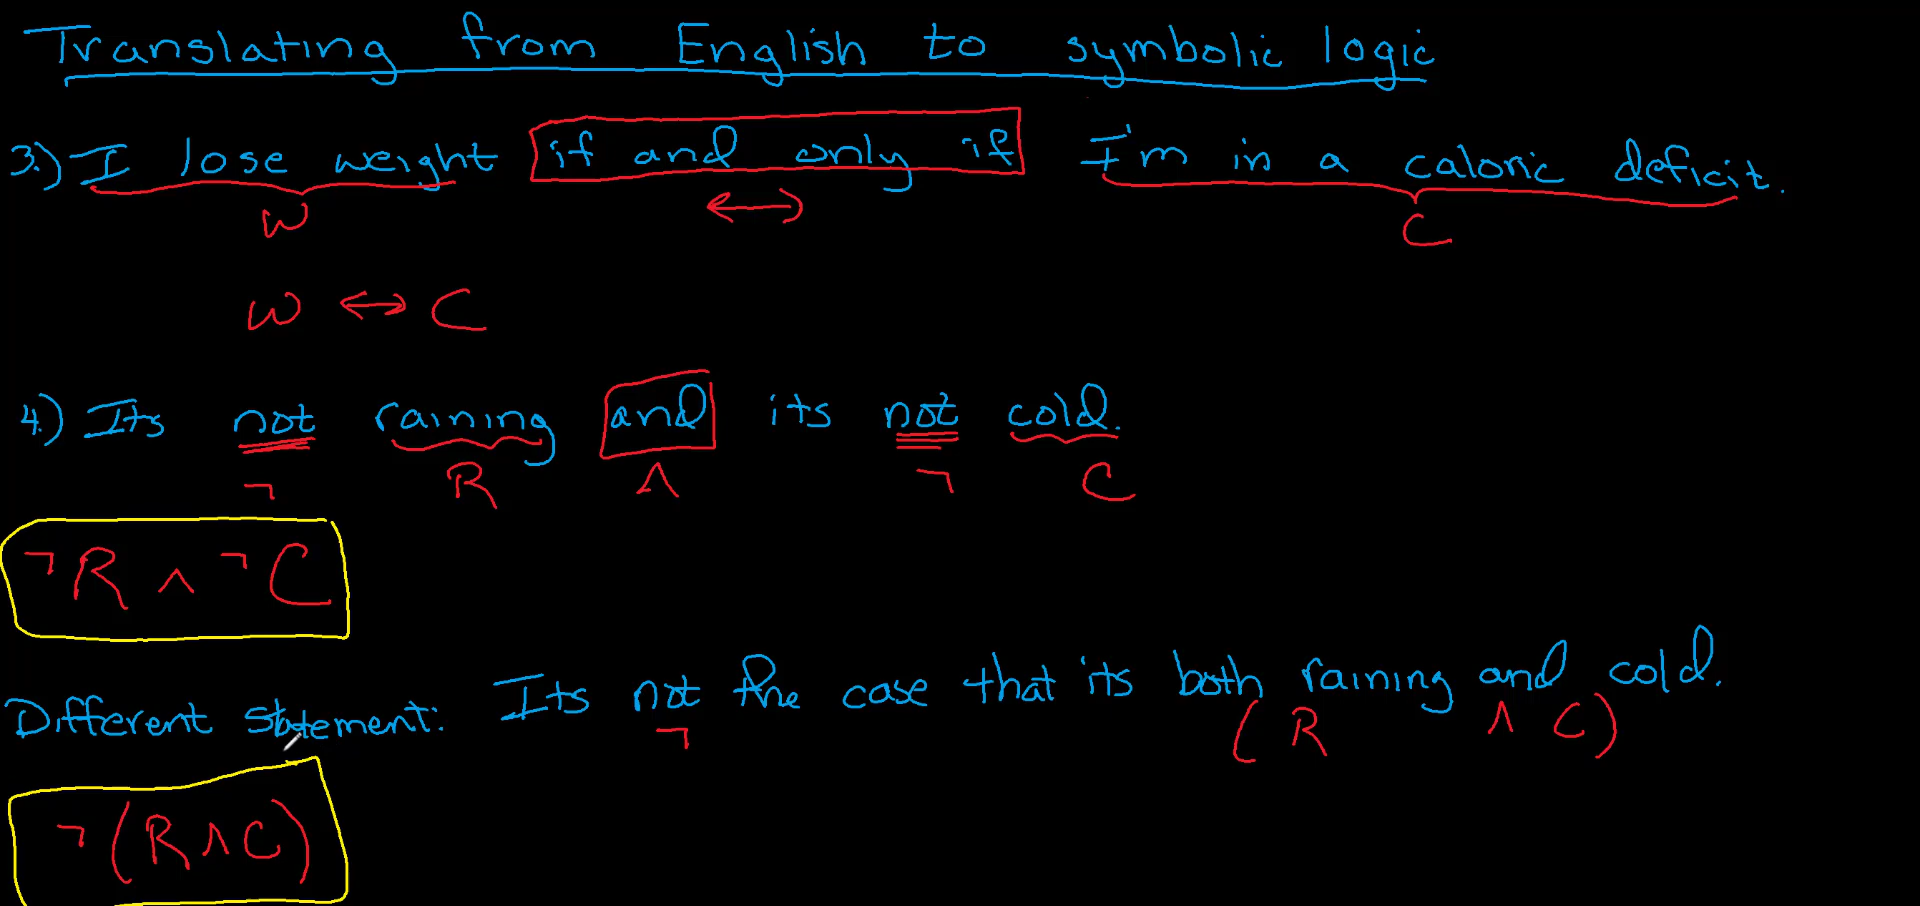 Translating from English to symbolic logic
3.) I lose weight if and only if I'm in a caloric deficit.
W ↔ C
W ↔ C
4.) Its not raining and its not cold.
¬ R ∧ ¬ C
¬R ∧ ¬C
Different statement: Its not the case that its both raining and cold.
¬ (R ∧ C)
¬(R∧C)